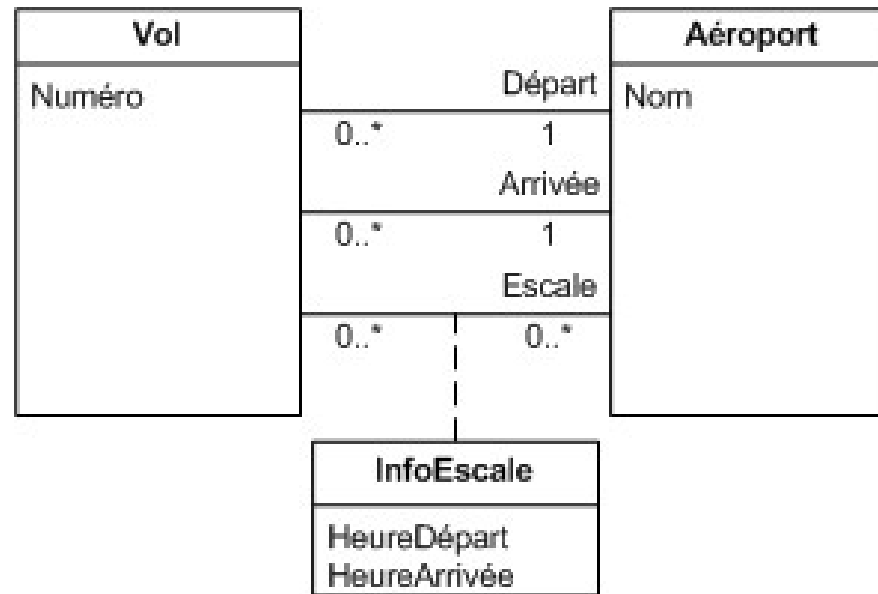 Vol
Numéro
Aéroport
Nom
Départ
0..*
1
Arrivée
0..*
1
Escale
0..*
0..*
InfoEscale
HeureDépart
HeureArrivée